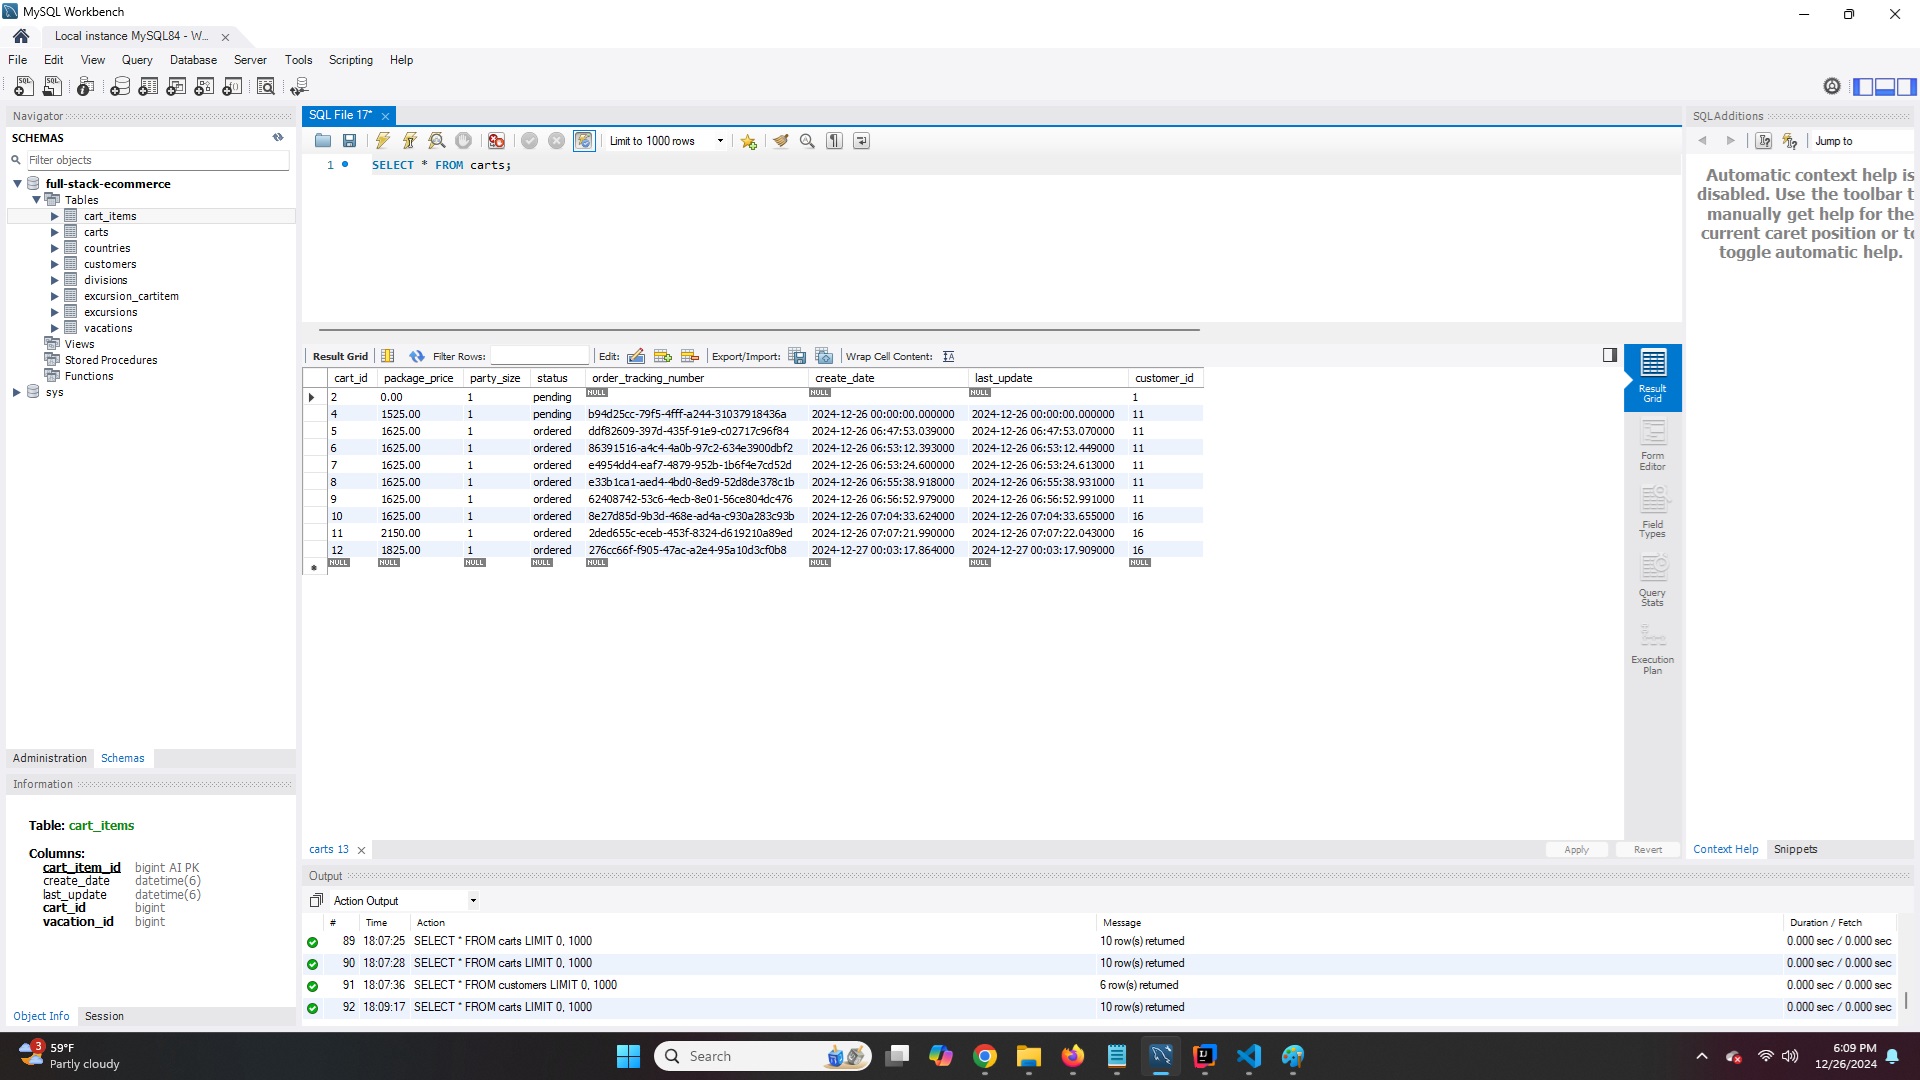 MySQL Workbench
Local instance MySQL84 - W... x
File Edit View Query Database Server Tools Scripting Help
Navigator
SCHEMAS
Filter objects
full-stack-ecommerce
Tables
cart_items
carts
countries
customers
divisions
excursion_cartitem
excursions
vacations
Views
Stored Procedures
Functions
sys
Administration Schemas
Information
Table: cart_items
Columns:
cart_item_id bigint AI PK
create_date datetime(6)
last_update datetime(6)
cart_id bigint
vacation_id bigint
Object Info Session
SQL File 17* x
Limit to 1000 rows
1 SELECT * FROM carts;
Result Grid Filter Rows: Edit: Export/Import: Wrap Cell Content:
cart_id package_price party_size status order_tracking_number create_date last_update customer_id
2 0.00 1 pending NULL NULL NULL 1
4 1525.00 1 pending b94d25cc-79f5-4fff-a244-31037918436a 2024-12-26 00:00:00.000000 2024-12-26 00:00:00.000000 11
5 1625.00 1 ordered ddf82609-397d-435f-91e9-c02717c96f84 2024-12-26 06:47:53.039000 2024-12-26 06:47:53.070000 11
6 1625.00 1 ordered 86391516-a4c4-4a0b-97c2-634e3900dbf2 2024-12-26 06:53:12.393000 2024-12-26 06:53:12.449000 11
7 1625.00 1 ordered e4954dd4-eaf7-4879-952b-1b6f4e7cd52d 2024-12-26 06:53:24.600000 2024-12-26 06:53:24.613000 11
8 1625.00 1 ordered e33b1ca1-aed4-4bd0-8ed9-52d8de378c1b 2024-12-26 06:55:38.918000 2024-12-26 06:55:38.931000 11
9 1625.00 1 ordered 62408742-53c6-4ecb-8e01-56ce804dc476 2024-12-26 06:56:52.979000 2024-12-26 06:56:52.991000 11
10 1625.00 1 ordered 8e27d85d-9b3d-468e-ad4a-c930a283c93b 2024-12-26 07:04:33.624000 2024-12-26 07:04:33.655000 16
11 2150.00 1 ordered 2ded655c-eceb-453f-8324-d619210a89ed 2024-12-26 07:07:21.990000 2024-12-26 07:07:22.043000 16
12 1825.00 1 ordered 276cc66f-f905-47ac-a2e4-95a10d3cf0b8 2024-12-27 00:03:17.864000 2024-12-27 00:03:17.909000 16
NULL NULL NULL NULL NULL NULL NULL NULL
Result
Grid
Form
Editor
Field
Types
Query
Stats
Execution
Plan
carts 13 x
Apply Revert
SQLAdditions
Jump to
Automatic context help is
disabled. Use the toolbar t
manually get help for the
current caret position or to
toggle automatic help.
Context Help Snippets
Output
Action Output
# Time Action Message Duration / Fetch
89 18:07:25 SELECT * FROM carts LIMIT 0, 1000 10 row(s) returned 0.000 sec / 0.000 sec
90 18:07:28 SELECT * FROM carts LIMIT 0, 1000 10 row(s) returned 0.000 sec / 0.000 sec
91 18:07:36 SELECT * FROM customers LIMIT 0, 1000 6 row(s) returned 0.000 sec / 0.000 sec
92 18:09:17 SELECT * FROM carts LIMIT 0, 1000 10 row(s) returned 0.000 sec / 0.000 sec
3
59°F
Partly cloudy
Search
6:09 PM
12/26/2024